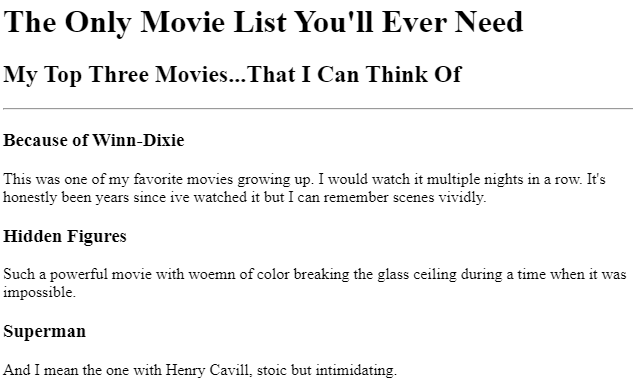 The Only Movie List You'll Ever Need
My Top Three Movies...That I Can Think Of
Because of Winn-Dixie
This was one of my favorite movies growing up. I would watch it multiple nights in a row. It's
honestly been years since ive watched it but I can remember scenes vividly.
Hidden Figures
Such a powerful movie with woemn of color breaking the glass ceiling during a time when it was
impossible.
Superman
And I mean the one with Henry Cavill, stoic but intimidating.